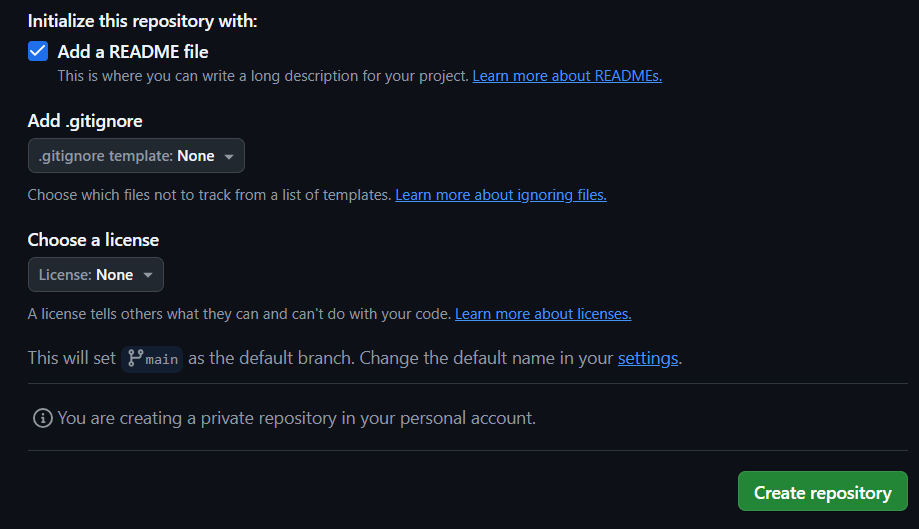 Initialize this repository with:
Add a README file
This is where you can write a long description for your project. Learn more about READMEs.
Add .gitignore
.gitignore template: None
Choose which files not to track from a list of templates. Learn more about ignoring files.
Choose a license
License: None
A license tells others what they can and can't do with your code. Learn more about licenses.
This will set main as the default branch. Change the default name in your settings.
You are creating a private repository in your personal account.
Create repository